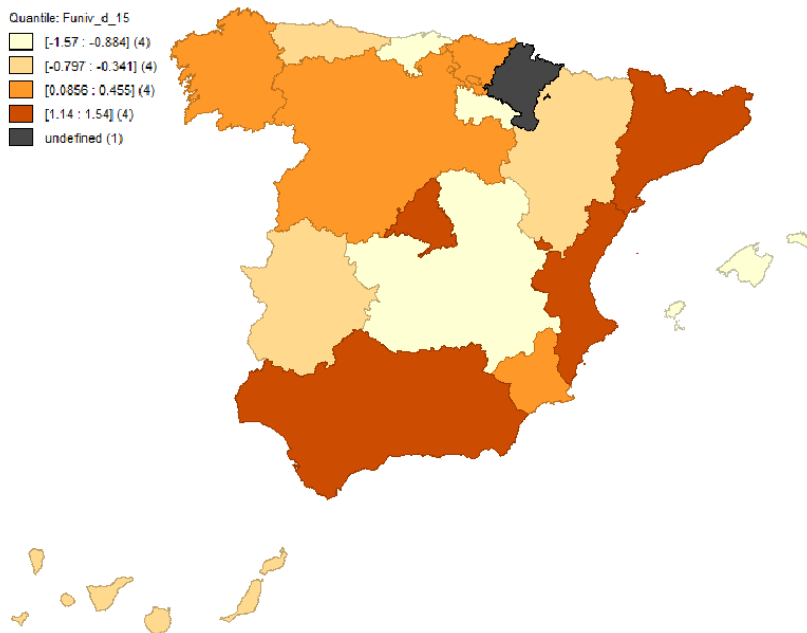 Quantile: Funiv_d_15
[-1.57 : -0.884] (4)
[-0.797 : -0.341] (4)
[0.0856 : 0.455] (4)
[1.14 : 1.54] (4)
undefined (1)